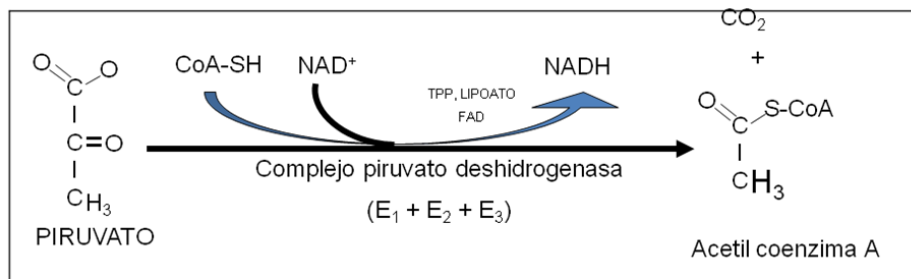 CO₂
+
O
O
C
C=O
CH₃
PIRUVATO
CoA-SH
NAD⁺
TPP, LIPOATO
FAD
NADH
Complejo piruvato deshidrogenasa
(E₁ + E₂ + E₃)
O
S-CoA
C
CH₃
Acetil coenzima A